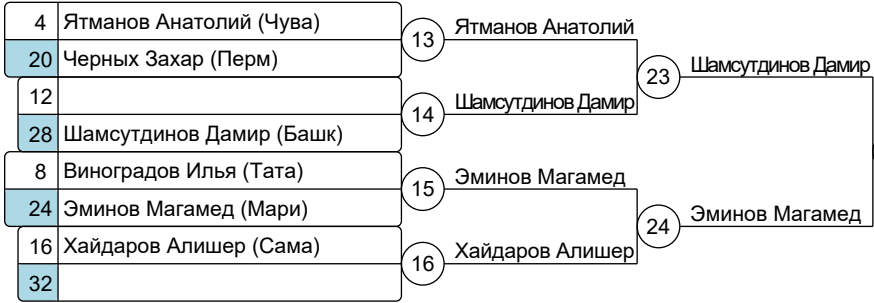 4 Ятманов Анатолий (Чува)
20 Черных Захар (Перм)
12
28 Шамсутдинов Дамир (Башк)
8 Виноградов Илья (Тата)
24 Эминов Магамед (Мари)
16 Хайдаров Алишер (Сама)
32
13
14
15
16
Ятманов Анатолий
Шамсутдинов Дамир
Эминов Магамед
Хайдаров Алишер
23
24
Шамсутдинов Дамир
Эминов Магамед